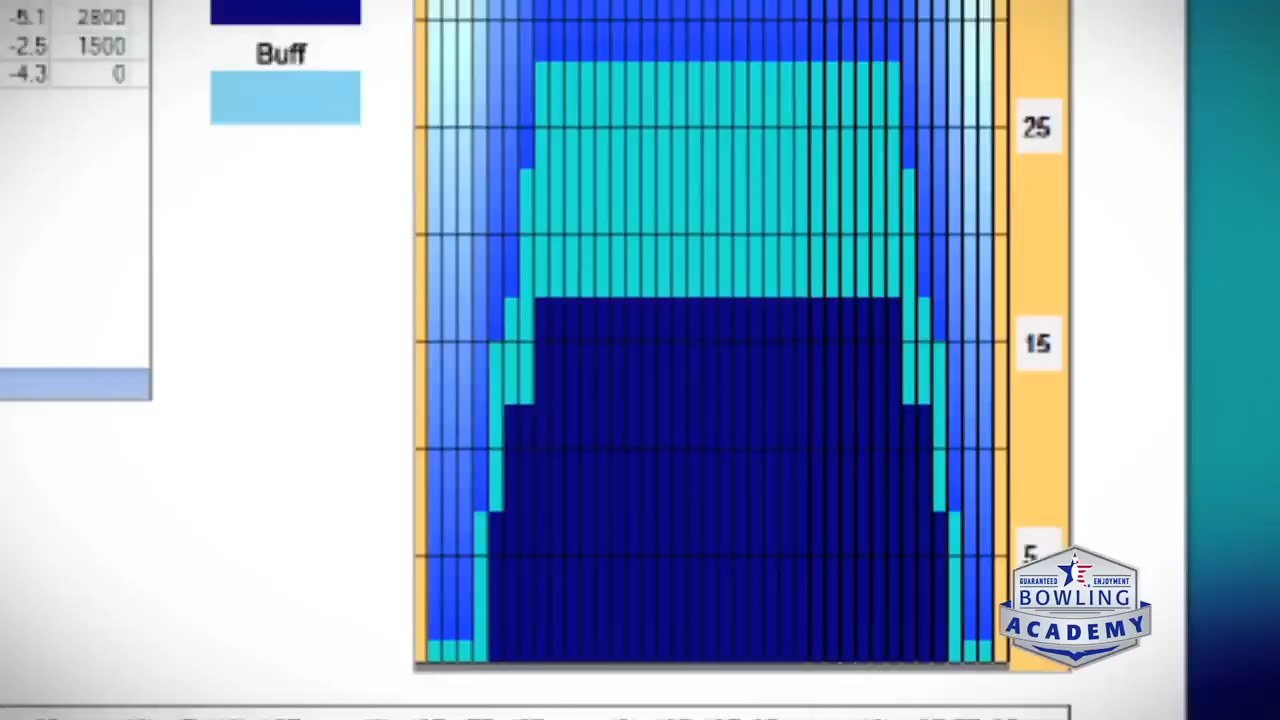 -5.1 2800
-2.5 1500
-4.3 0
Buff
25
15
5
GUARANTEED ENJOYMENT
BOWLING
ACADEMY